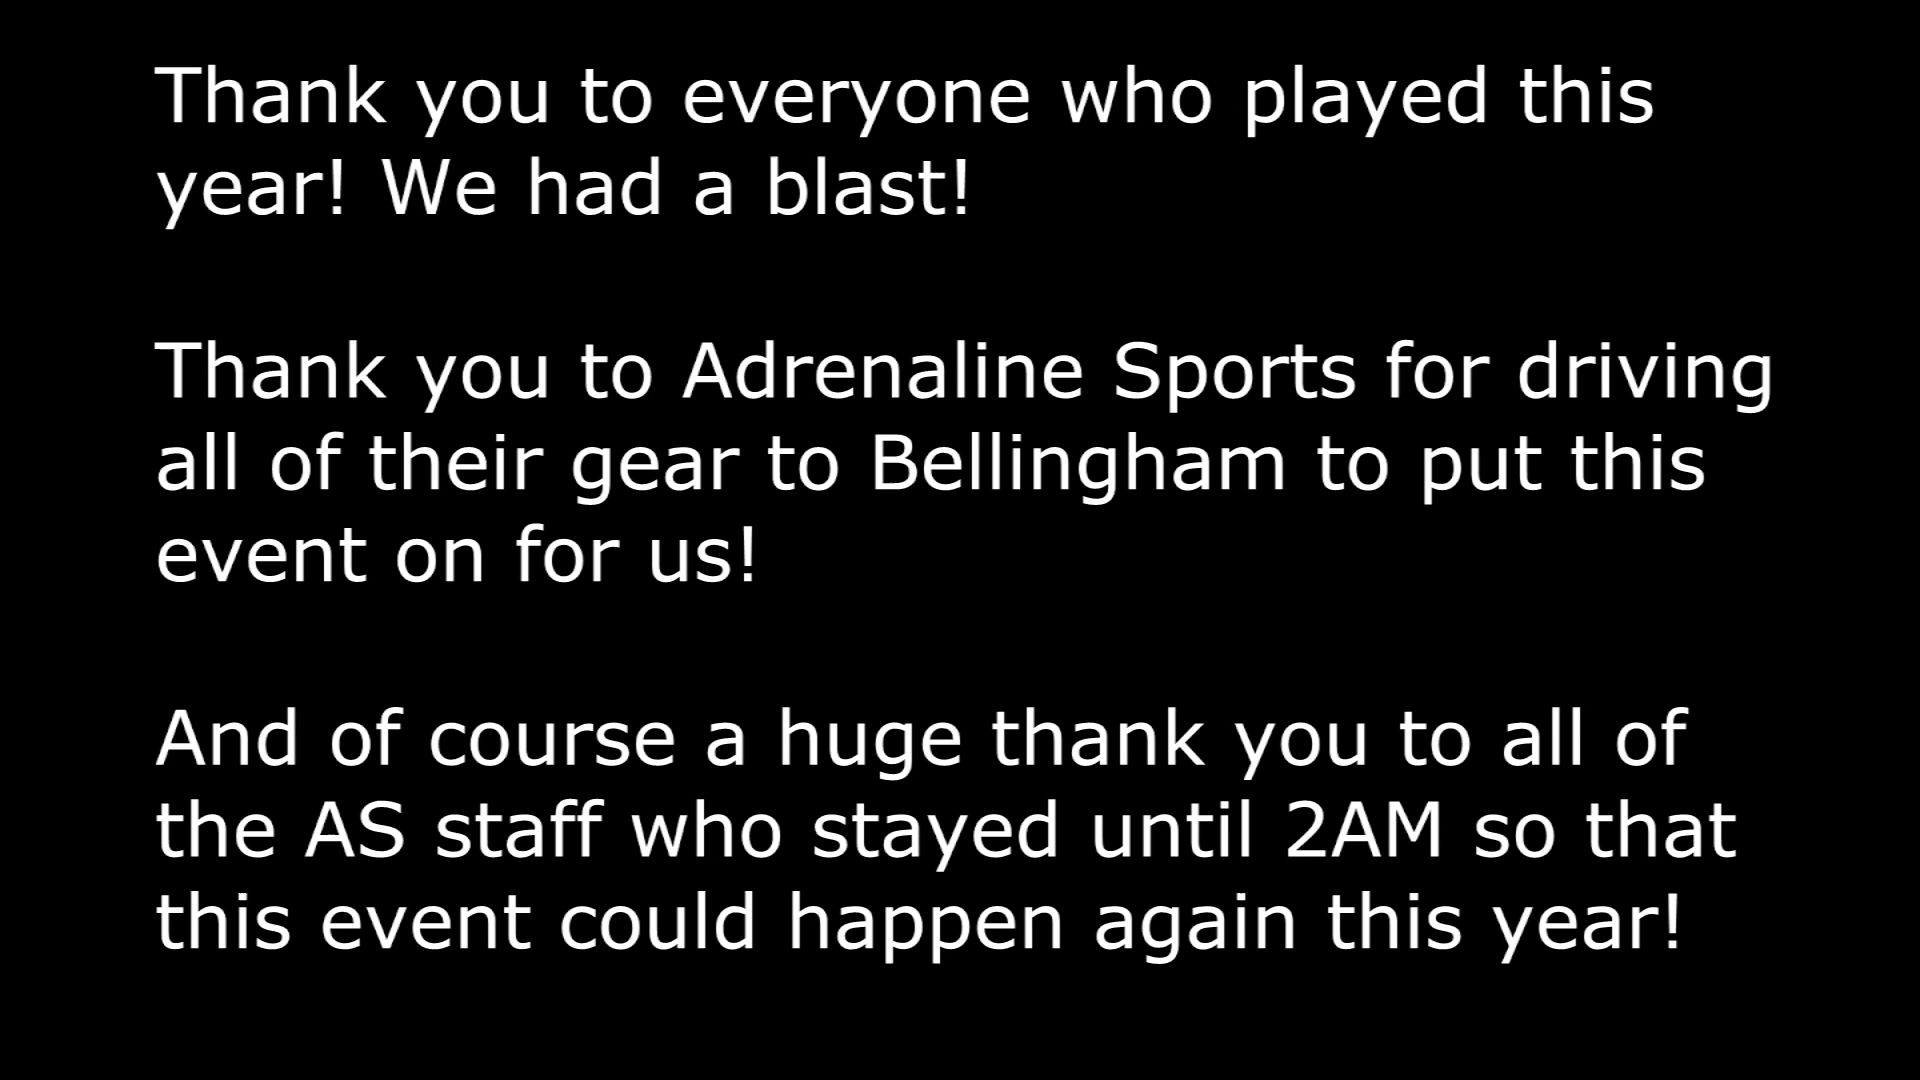 Thank you to everyone who played this
year! We had a blast!
Thank you to Adrenaline Sports for driving
all of their gear to Bellingham to put this
event on for us!
And of course a huge thank you to all of
the AS staff who stayed until 2AM so that
this event could happen again this year!